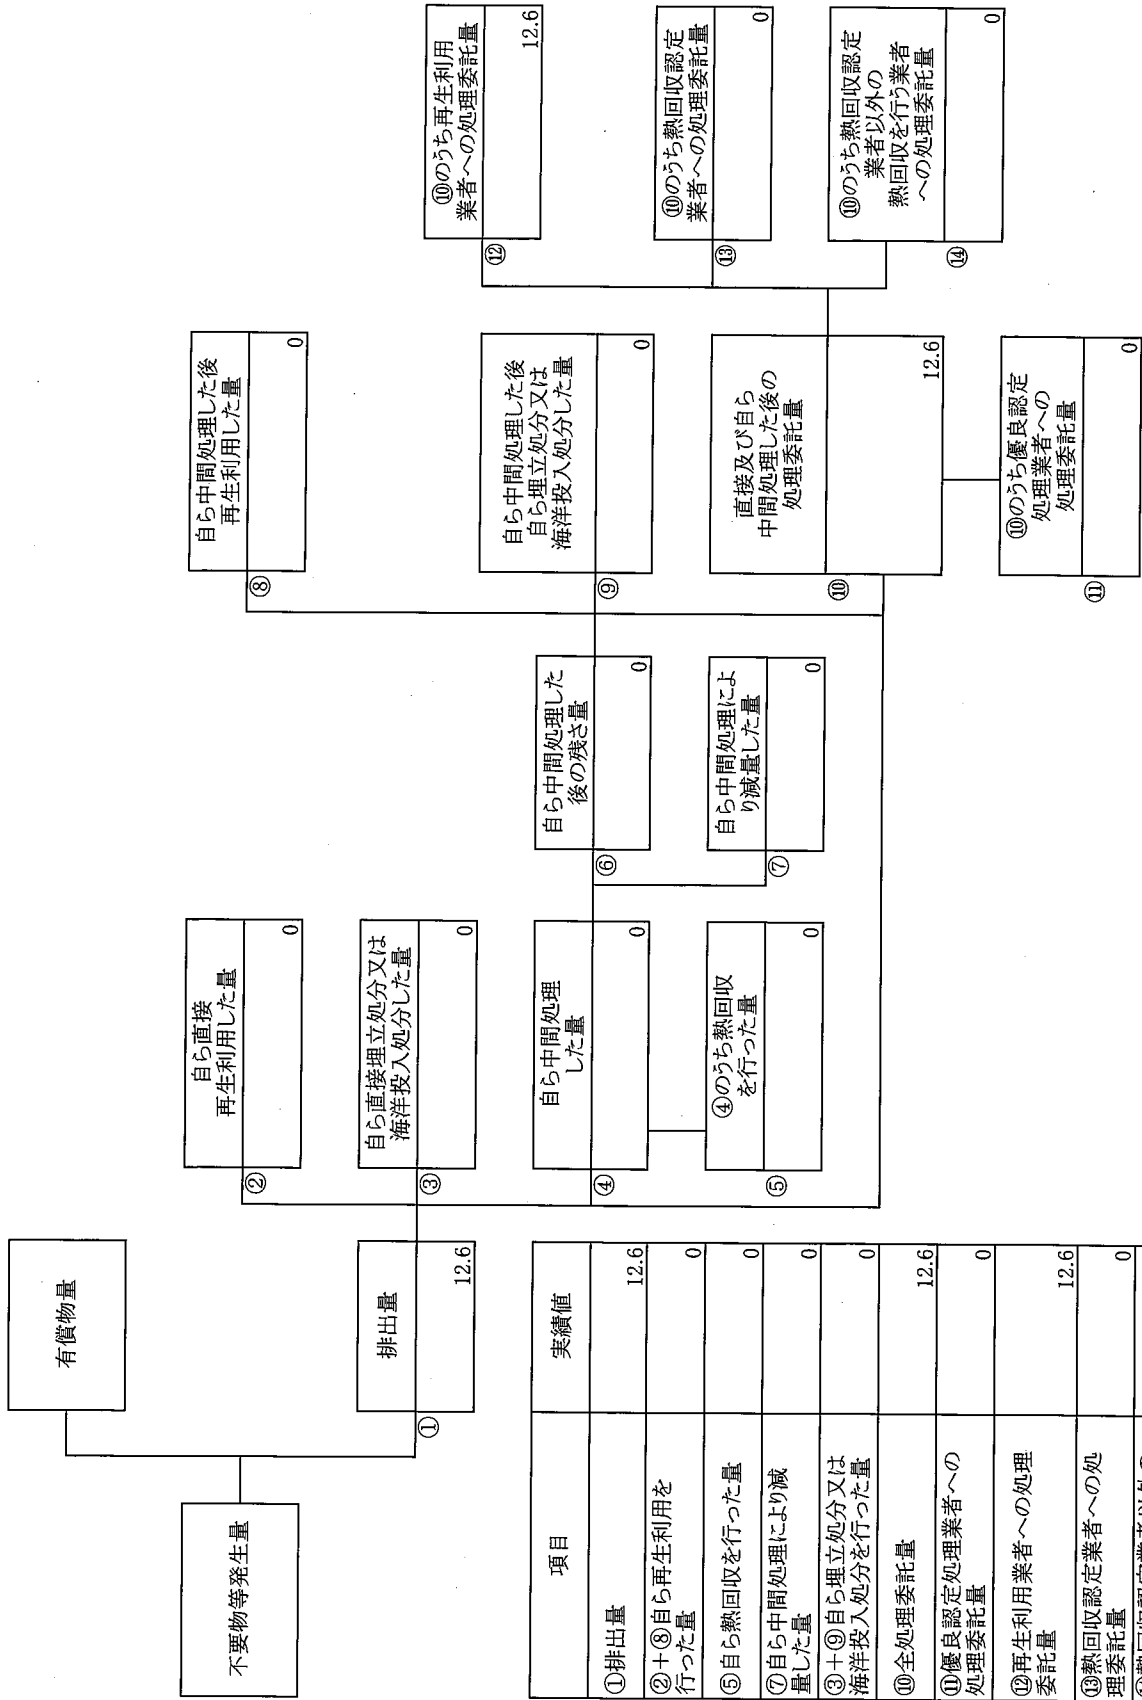 有償物量
不要物等発生量
①
排出量
12.6
②
自ら直接
再生利用した量
0
③
自ら直接埋立処分又は
海洋投入処分した量
0
④
自ら中間処理
した量
0
⑤
④のうち熱回収
を行った量
0
⑥
自ら中間処理した
後の残さ量
0
⑦
自ら中間処理によ
り減量した量
0
⑧
自ら中間処理した後
再生利用した量
0
⑨
自ら中間処理した後
自ら埋立処分又は
海洋投入処分した量
0
⑩
直接及び自ら
中間処理した後の
処理委託量
12.6
⑪
⑩のうち優良認定
処理業者への
処理委託量
0
⑫
⑩のうち再生利用
業者への処理委託量
12.6
⑬
⑩のうち熱回収認定
業者への処理委託量
0
⑭
⑩のうち熱回収認定
業者以外の
熱回収を行う業者
への処理委託量
0
項目 実績値
①排出量 12.6
②＋⑧自ら再生利用を
行った量 0
⑤自ら熱回収を行った量 0
⑦自ら中間処理により減
量した量 0
③＋⑨自ら埋立処分又は
海洋投入処分を行った量 0
⑩全処理委託量 12.6
⑪優良認定処理業者への
処理委託量 0
⑫再生利用業者への処理
委託量 12.6
⑬熱回収認定業者への処
理委託量 0